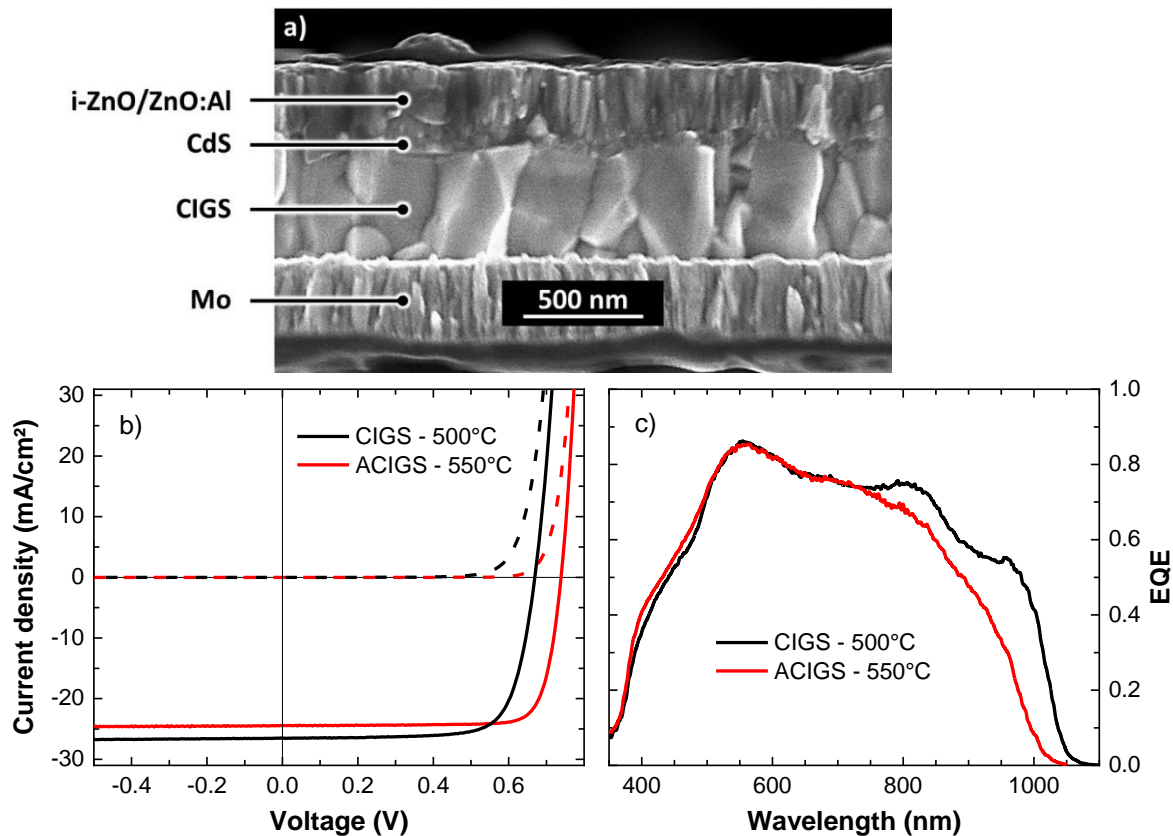 a)
i-ZnO/ZnO:Al
CdS
CIGS
Mo
500 nm
b)
CIGS - 500°C
ACIGS - 550°C
Current density (mA/cm²)
30
20
10
0
-10
-20
-30
-0.4 -0.2 0.0 0.2 0.4 0.6
Voltage (V)
c)
CIGS - 500°C
ACIGS - 550°C
1.0
0.8
0.6
0.4
0.2
0.0
EQE
400 600 800 1000
Wavelength (nm)